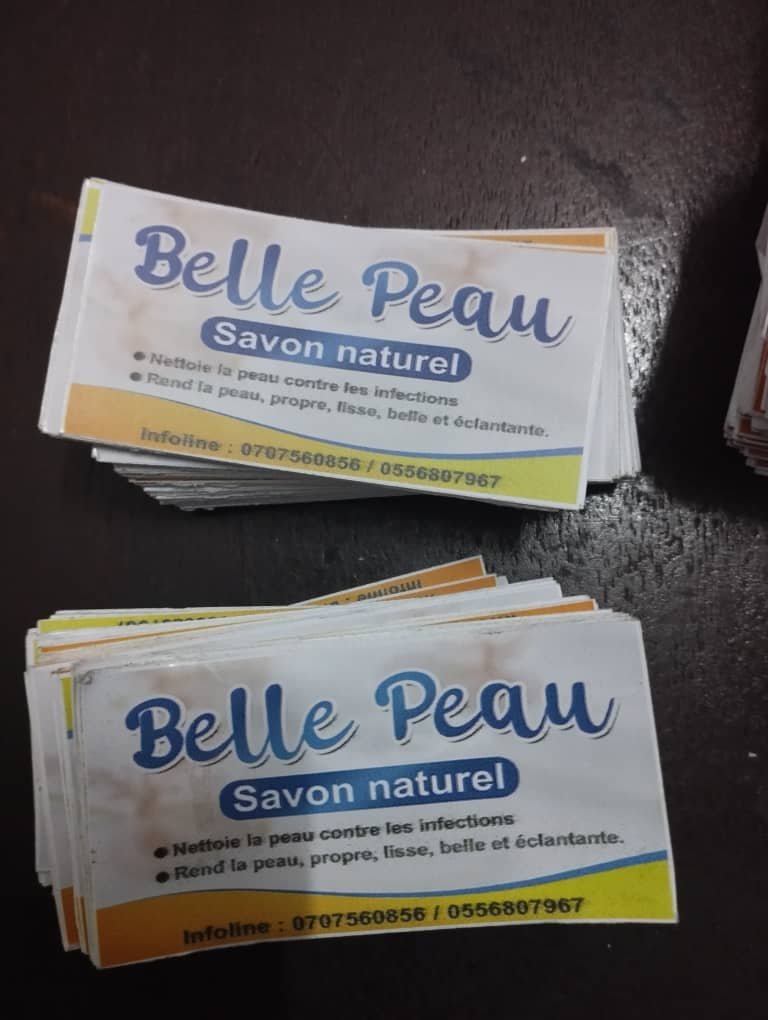 Belle Peau
Savon naturel
● Nettoie la peau contre les infections
● Rend la peau, propre, lisse, belle et éclantante.
Infoline : 0707560856 / 0556807967
Infoline :
Belle Peau
Savon naturel
● Nettoie la peau contre les infections
● Rend la peau, propre, lisse, belle et éclantante.
Infoline : 0707560856 / 0556807967